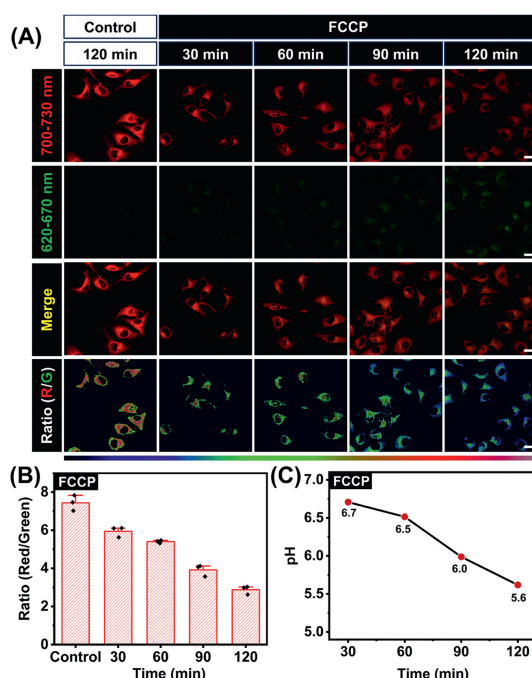 (A)
Control FCCP
120 min 30 min 60 min 90 min 120 min
700-730 nm
620-670 nm
Merge
Ratio (R/G)
(B)
FCCP
Ratio (Red/Green)
8
6
4
2
0
Control 30 60 90 120
Time (min)
(C)
FCCP
pH
7.0
6.5
6.0
5.5
5.0
6.7
6.5
6.0
5.6
30 60 90 120
Time (min)